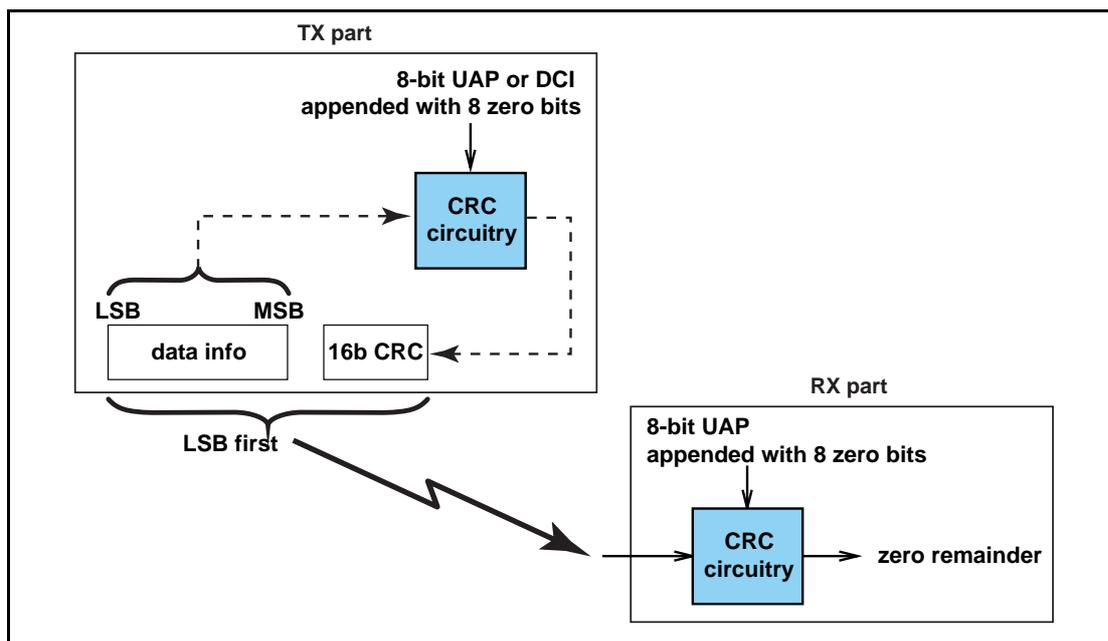 TX part
8-bit UAP or DCI
appended with 8 zero bits
CRC
circuitry
LSB
MSB
data info
16b CRC
LSB first
RX part
8-bit UAP
appended with 8 zero bits
CRC
circuitry
zero remainder